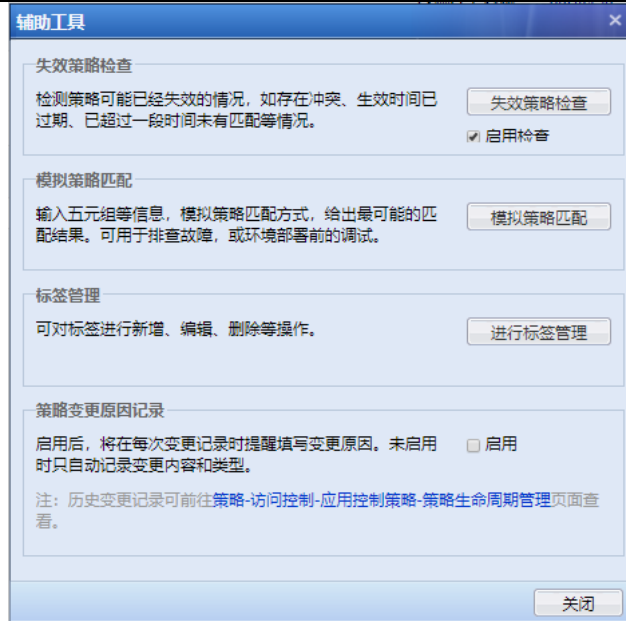 辅助工具
失效策略检查
检测策略可能已经失效的情况，如存在冲突、生效时间已
过期、已超过一段时间未有匹配等情况。
失效策略检查
启用检查
模拟策略匹配
输入五元组等信息，模拟策略匹配方式，给出最可能的匹
配结果。可用于排查故障，或环境部署前的调试。
模拟策略匹配
标签管理
可对标签进行新增、编辑、删除等操作。
进行标签管理
策略变更原因记录
启用后，将在每次变更记录时提醒填写变更原因。未启用
时只自动记录变更内容和类型。
启用
注：历史变更记录可前往策略-访问控制-应用控制策略-策略生命周期管理页面查
看。
关闭